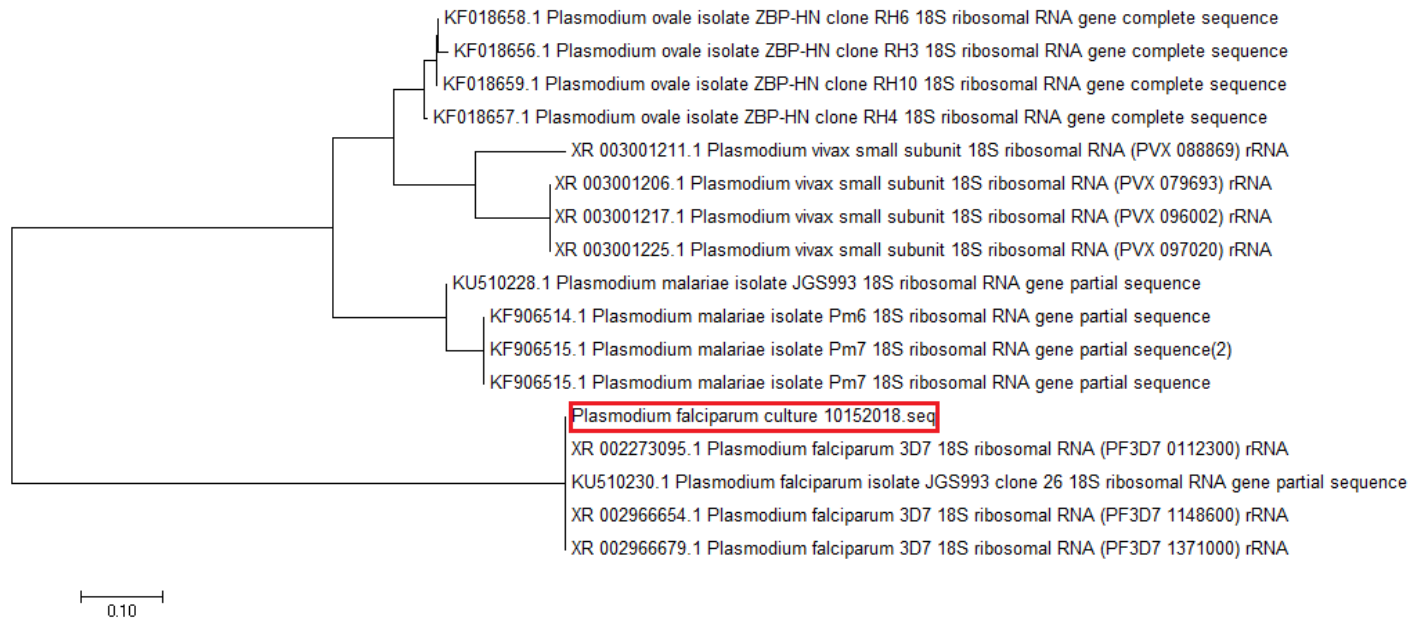 KF018658.1 Plasmodium ovale isolate ZBP-HN clone RH6 18S ribosomal RNA gene complete sequence
KF018656.1 Plasmodium ovale isolate ZBP-HN clone RH3 18S ribosomal RNA gene complete sequence
KF018659.1 Plasmodium ovale isolate ZBP-HN clone RH10 18S ribosomal RNA gene complete sequence
KF018657.1 Plasmodium ovale isolate ZBP-HN clone RH4 18S ribosomal RNA gene complete sequence
XR 003001211.1 Plasmodium vivax small subunit 18S ribosomal RNA (PVX 088869) rRNA
XR 003001206.1 Plasmodium vivax small subunit 18S ribosomal RNA (PVX 079693) rRNA
XR 003001217.1 Plasmodium vivax small subunit 18S ribosomal RNA (PVX 096002) rRNA
XR 003001225.1 Plasmodium vivax small subunit 18S ribosomal RNA (PVX 097020) rRNA
KU510228.1 Plasmodium malariae isolate JGS993 18S ribosomal RNA gene partial sequence
KF906514.1 Plasmodium malariae isolate Pm6 18S ribosomal RNA gene partial sequence
KF906515.1 Plasmodium malariae isolate Pm7 18S ribosomal RNA gene partial sequence(2)
KF906515.1 Plasmodium malariae isolate Pm7 18S ribosomal RNA gene partial sequence
Plasmodium falciparum culture 10152018.seq
XR 002273095.1 Plasmodium falciparum 3D7 18S ribosomal RNA (PF3D7 0112300) rRNA
KU510230.1 Plasmodium falciparum isolate JGS993 clone 26 18S ribosomal RNA gene partial sequence
XR 002966654.1 Plasmodium falciparum 3D7 18S ribosomal RNA (PF3D7 1148600) rRNA
XR 002966679.1 Plasmodium falciparum 3D7 18S ribosomal RNA (PF3D7 1371000) rRNA
0.10